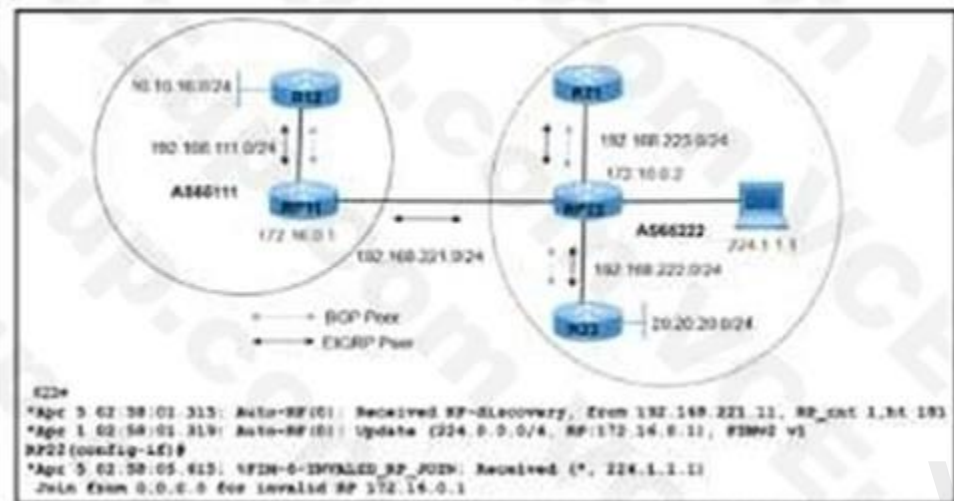 10.10.10.0/24
R12
R21
192.168.111.0/24
192.168.223.0/24
172.16.0.2
AS65111
RP11
RP22
AS65222
172.16.0.1
224.1.1.1
192.168.221.0/24
192.168.222.0/24
BGP Peer
EIGRP Peer
20.20.20.0/24
*Apr 5 02:58:01.315: Auto-RP(0): Received RP-discovery, from 192.168.221.11, RP_cnt 1,ht 181
02:58:01.319: Auto-RP(0): Update (224.0.0.0/4, RP:172.16.0.1), PIMv2 v1
RP22(config-if)#
*Apr 5 02:58:05.615: %PIM-6-INVALID_RP_JOIN: Received (*, 224.1.1.1)
Join from 0.0.0.0 for invalid RP 172.16.0.1